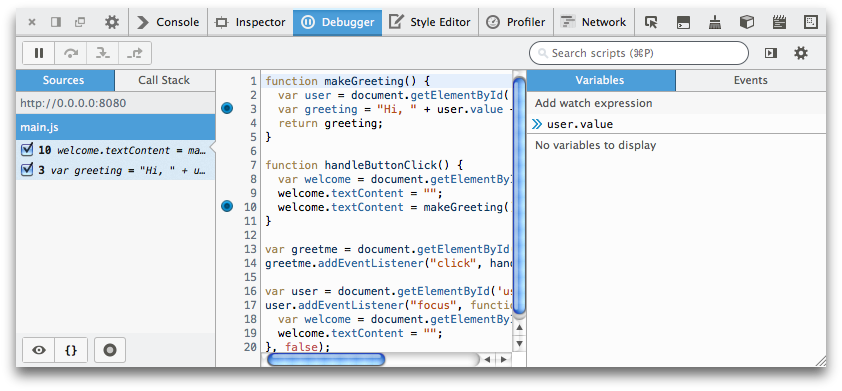 Console Inspector Debugger Style Editor Profiler Network
Search scripts (⌘P)
Sources Call Stack
http://0.0.0.0:8080
main.js
10 welcome.textContent = ma…
3 var greeting = "Hi, " + u…
1 function makeGreeting() {
2 var user = document.getElementById(
3 var greeting = "Hi, " + user.value
4 return greeting;
5 }
6
7 function handleButtonClick() {
8 var welcome = document.getElementById
9 welcome.textContent = "";
10 welcome.textContent = makeGreeting(
11 }
12
13 var greetme = document.getElementById
14 greetme.addEventListener("click", hand
15
16 var user = document.getElementById('us
17 user.addEventListener("focus", functio
18 var welcome = document.getElementById
19 welcome.textContent = "";
20 }, false);
Variables Events
Add watch expression
user.value
No variables to display
{}